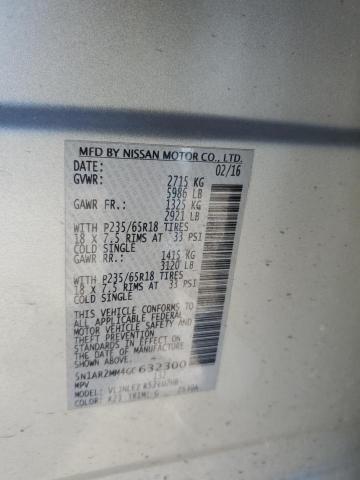 MFD BY NISSAN MOTOR CO., LTD.
DATE: 02/16
GVWR: 2715 KG
5986 LB
GAWR FR.: 1325 KG
2921 LB
WITH P235/65R18 TIRES
18 X 7.5 RIMS AT 33 PSI
COLD SINGLE
GAWR RR.: 1415 KG
3120 LB
WITH P235/65R18 TIRES
18 X 7.5 RIMS AT 33 PSI
COLD SINGLE
THIS VEHICLE CONFORMS TO
ALL APPLICABLE FEDERAL
MOTOR VEHICLE SAFETY AND
THEFT PREVENTION
STANDARDS IN EFFECT ON
THE DATE OF MANUFACTURE
SHOWN ABOVE.
5N1AR2MM4GC632300
MPV
MODEL:
COLOR: K23 TRIM: G